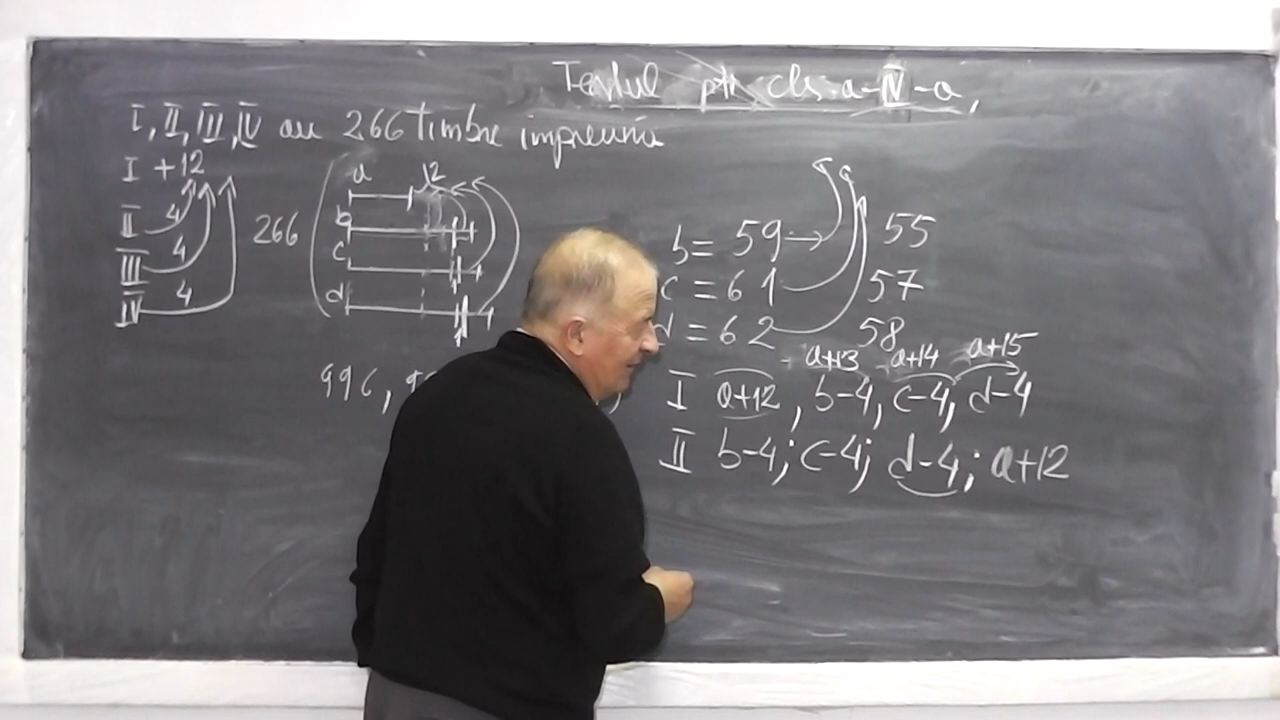 Testul ptr. cls. a-IV-a,
I, II, III, IV au 266 timbre impreună
I +12
II 4
III 4
IV 4
266
a 12
b
c
d
996,
b = 59 → 55
c = 61 57
d = 62 58
a+13 a+14 a+15
I a+12, b-4, c-4, d-4
II b-4; c-4; d-4; a+12